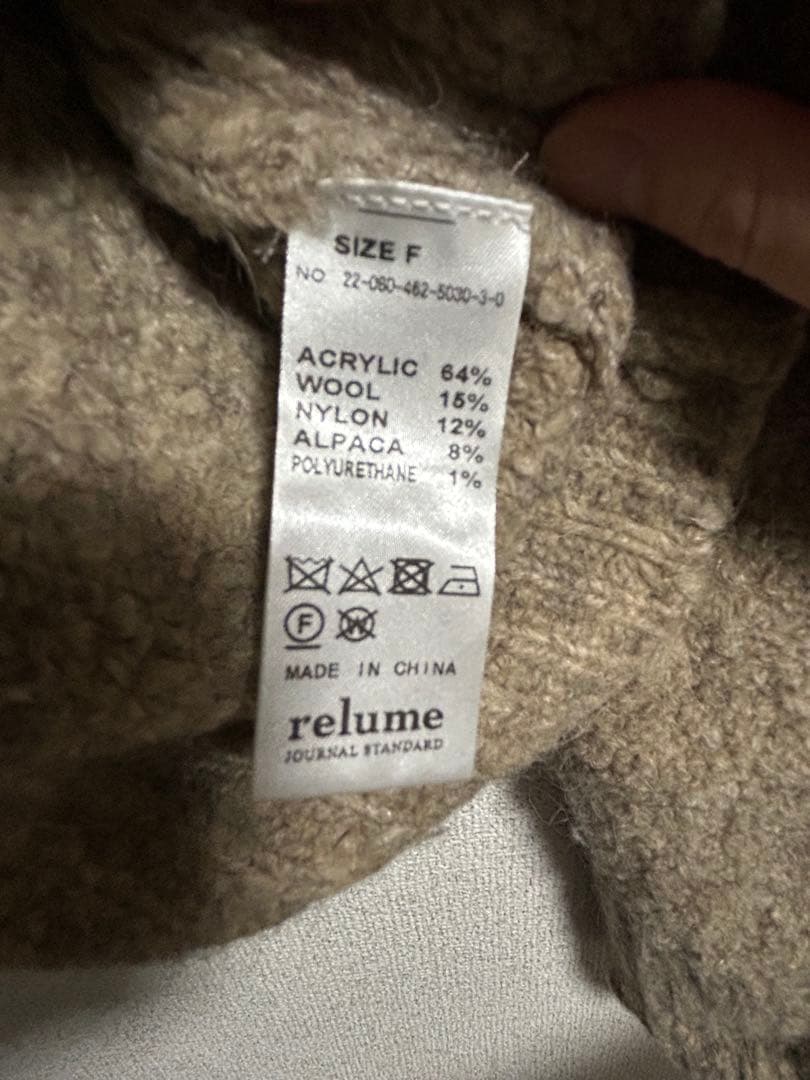 SIZE F
NO 22-060-462-5030-3-0
ACRYLIC 64%
WOOL 15%
NYLON 12%
ALPACA 8%
POLYURETHANE 1%
F W
MADE IN CHINA
relume
JOURNAL STANDARD